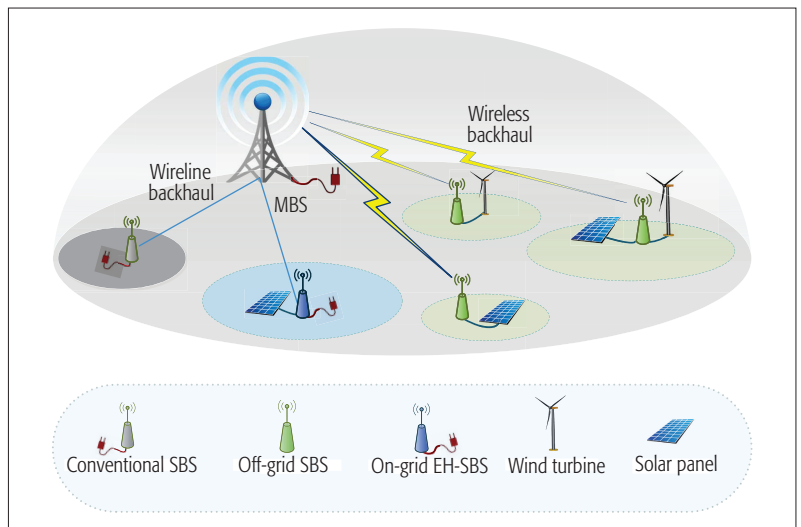 Wireless
backhaul
Wireline
backhaul
MBS
Conventional SBS
Off-grid SBS
On-grid EH-SBS
Wind turbine
Solar panel